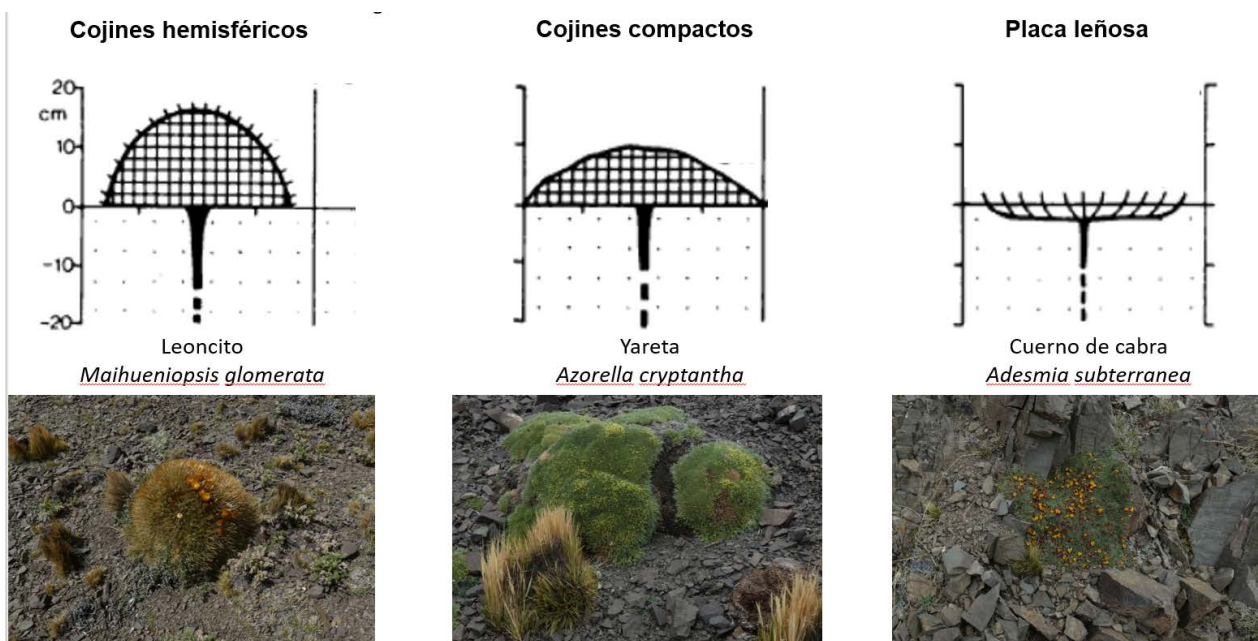 Cojines hemisféricos
Cojines compactos
Placa leñosa
20
cm
10
0
-10
-20
Leoncito
Maihueniopsis glomerata
Yareta
Azorella cryptantha
Cuerno de cabra
Adesmia subterranea